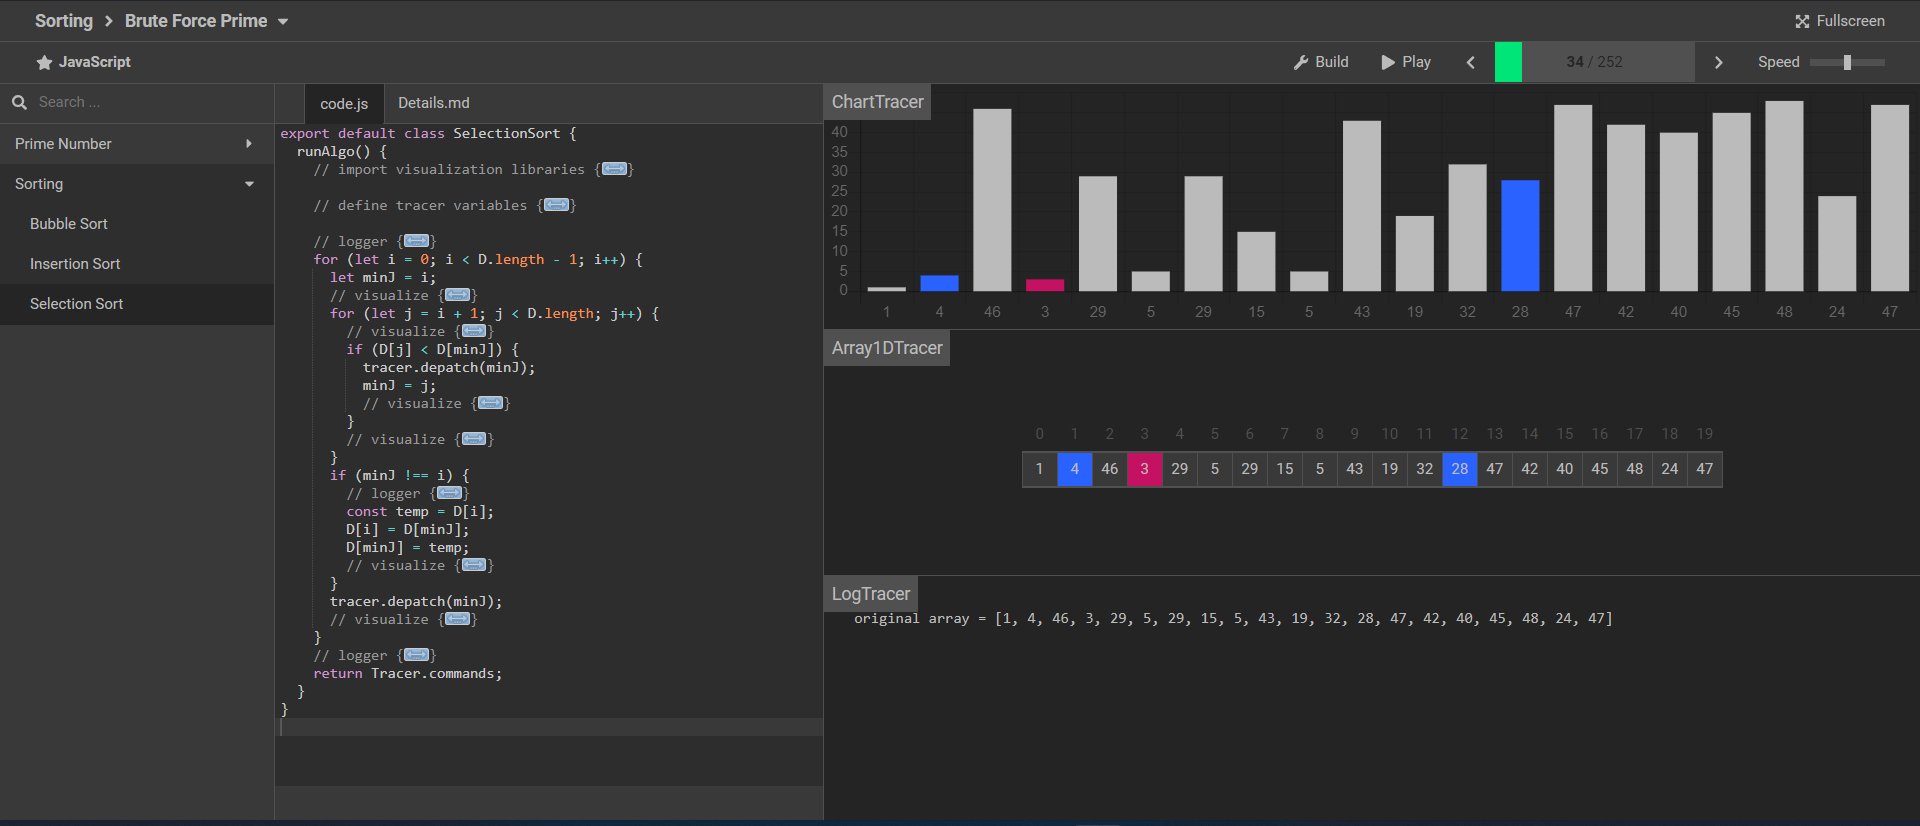 Sorting > Brute Force Prime
Fullscreen
JavaScript
Build
Play
34 / 252
Speed
Search ...
Prime Number
Sorting
Bubble Sort
Insertion Sort
Selection Sort
code.js
Details.md
export default class SelectionSort {
runAlgo() {
// import visualization libraries {}
// define tracer variables {}
// logger {}
for (let i = 0; i < D.length - 1; i++) {
let minJ = i;
// visualize {}
for (let j = i + 1; j < D.length; j++) {
// visualize {}
if (D[j] < D[minJ]) {
tracer.depatch(minJ);
minJ = j;
// visualize {}
}
// visualize {}
}
if (minJ !== i) {
// logger {}
const temp = D[i];
D[i] = D[minJ];
D[minJ] = temp;
// visualize {}
}
tracer.depatch(minJ);
// visualize {}
}
// logger {}
return Tracer.commands;
}
}
ChartTracer
40
35
30
25
20
15
10
5
0
1 4 46 3 29 5 29 15 5 43 19 32 28 47 42 40 45 48 24 47
Array1DTracer
0 1 2 3 4 5 6 7 8 9 10 11 12 13 14 15 16 17 18 19
1 4 46 3 29 5 29 15 5 43 19 32 28 47 42 40 45 48 24 47
LogTracer
original array = [1, 4, 46, 3, 29, 5, 29, 15, 5, 43, 19, 32, 28, 47, 42, 40, 45, 48, 24, 47]